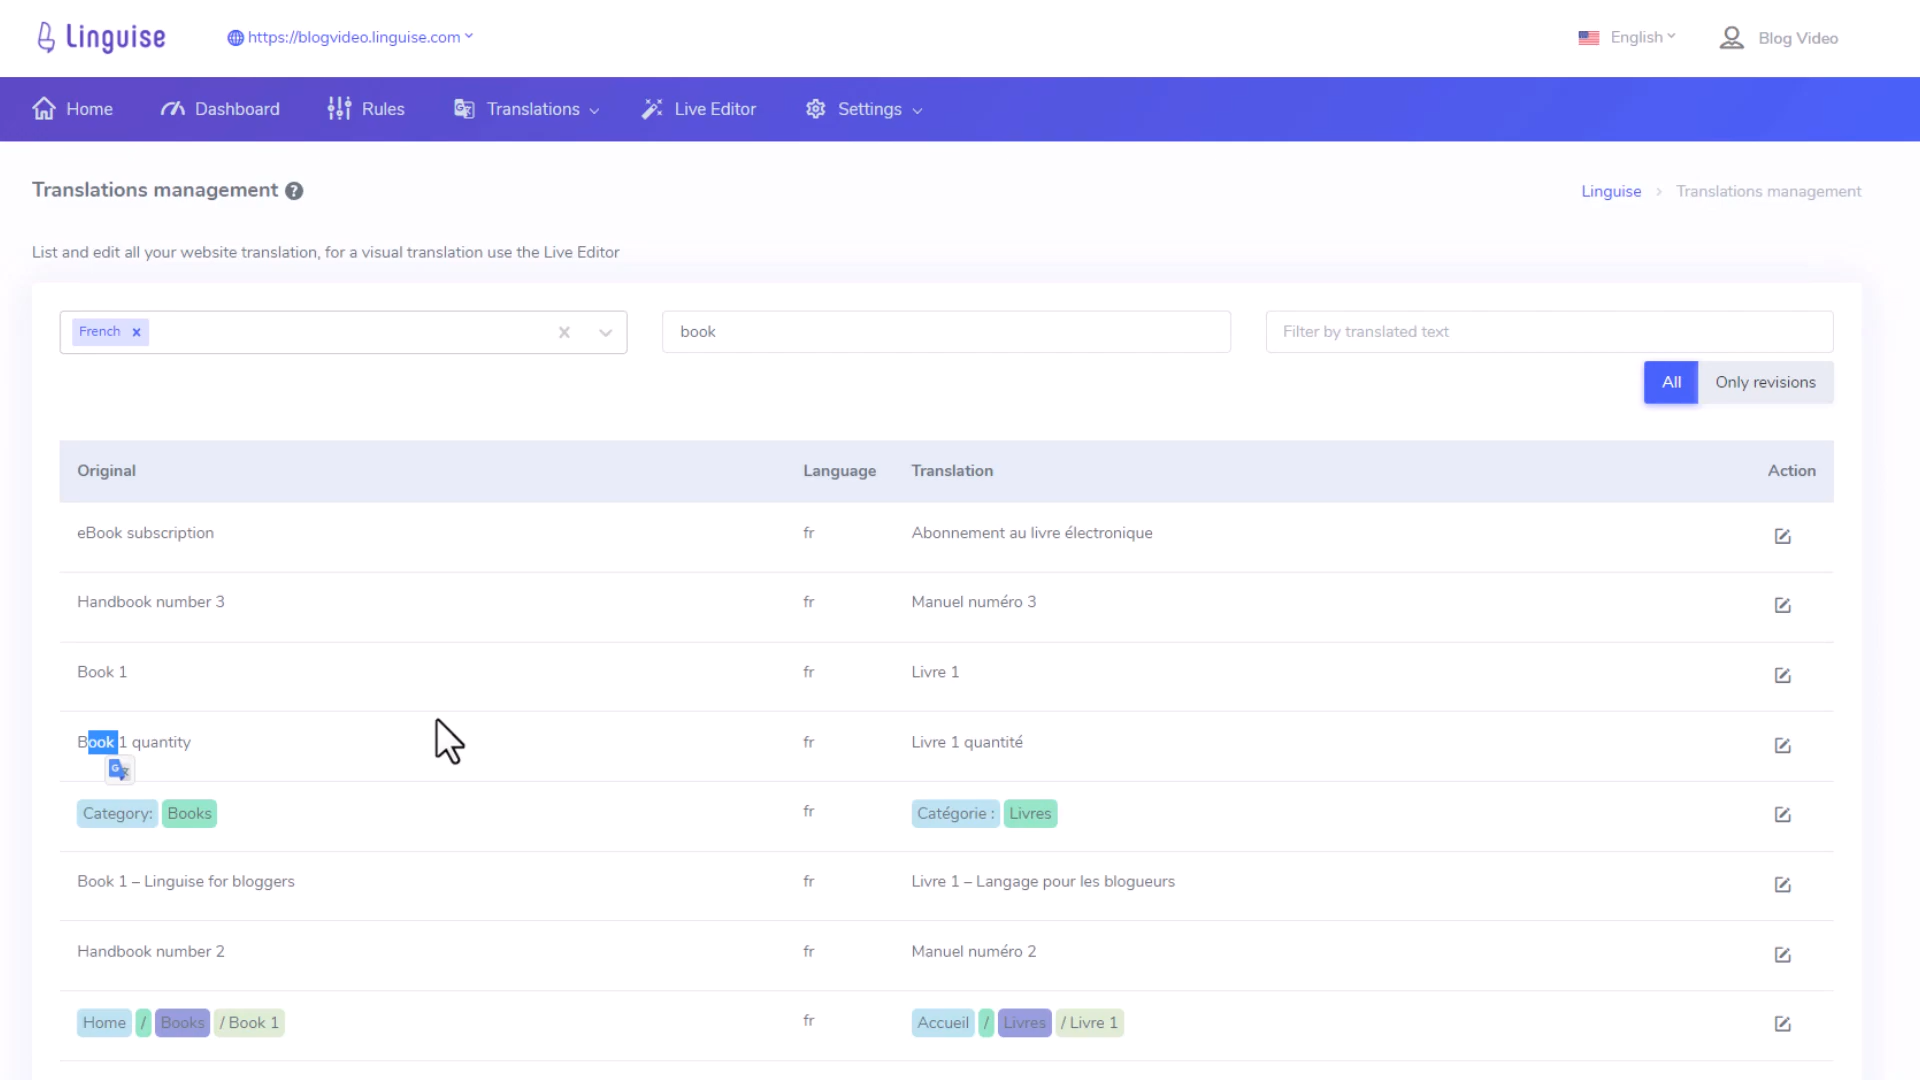 Linguise
https://blogvideo.linguise.com
English
Blog Video
Home
Dashboard
Rules
Translations
Live Editor
Settings
Translations management ?
Linguise > Translations management
List and edit all your website translation, for a visual translation use the Live Editor
French ×
book
Filter by translated text
All
Only revisions
Original Language Translation Action
eBook subscription fr Abonnement au livre électronique
Handbook number 3 fr Manuel numéro 3
Book 1 fr Livre 1
Book 1 quantity fr Livre 1 quantité
Category: Books fr Catégorie : Livres
Book 1 – Linguise for bloggers fr Livre 1 – Langage pour les blogueurs
Handbook number 2 fr Manuel numéro 2
Home / Books / Book 1 fr Accueil / Livres / Livre 1